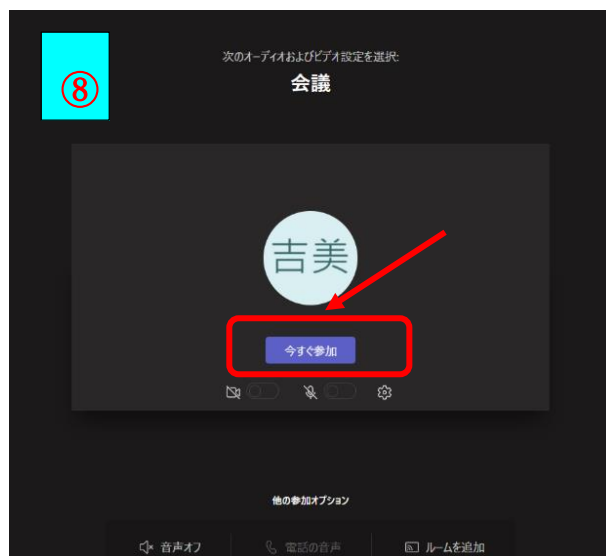 ⑧
次のオーディオおよびビデオ設定を選択:
会議
吉美
今すぐ参加
他の参加オプション
音声オフ
電話の音声
ルームを追加